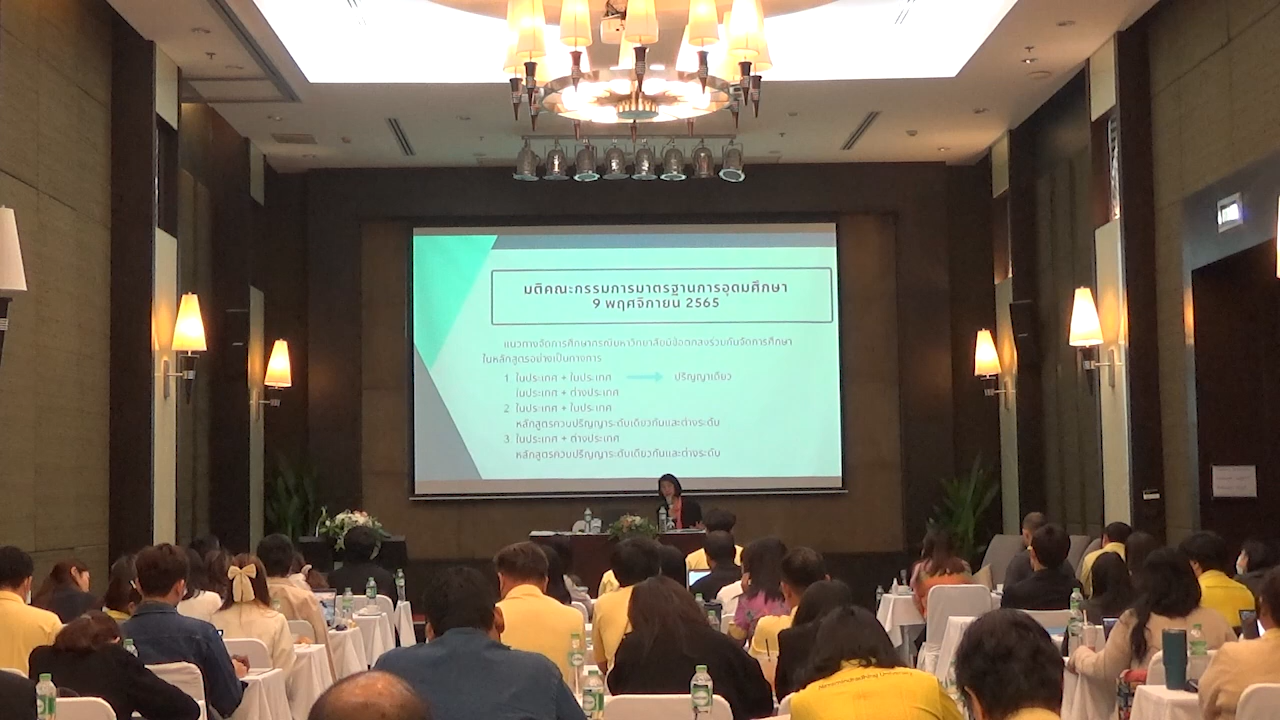 มติคณะกรรมการมาตรฐานการอุดมศึกษา
9 พฤศจิกายน 2565
แนวทางจัดการศึกษากรณีมหาวิทยาลัยมีข้อตกลงร่วมกันจัดการศึกษา
ในหลักสูตรอย่างเป็นทางการ
1. ในประเทศ + ในประเทศ ปริญญาเดียว
ในประเทศ + ต่างประเทศ
2. ในประเทศ + ในประเทศ
หลักสูตรควบปริญญาระดับเดียวกันและต่างระดับ
3. ในประเทศ + ต่างประเทศ
หลักสูตรควบปริญญาระดับเดียวกันและต่างระดับ